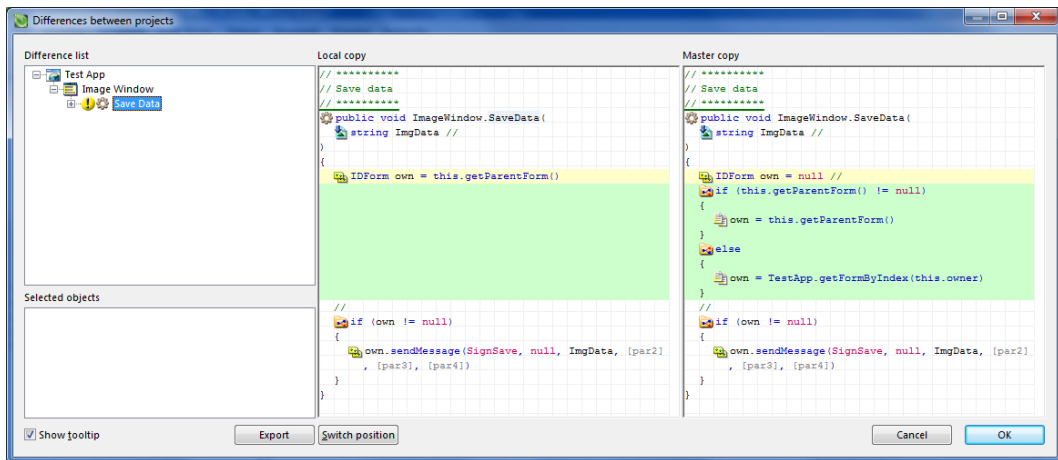 Differences between projects
Difference list
Test App
Image Window
Save Data
Selected objects
Show tooltip
Export
Local copy
// **********
// Save data
// **********
public void ImageWindow.SaveData(
string ImgData //
)
{
IDForm own = this.getParentForm()
//
if (own != null)
{
own.sendMessage(SignSave, null, ImgData, [par2]
, [par3], [par4])
}
}
Switch position
Master copy
// **********
// Save data
// **********
public void ImageWindow.SaveData(
string ImgData //
)
{
IDForm own = null //
if (this.getParentForm() != null)
{
own = this.getParentForm()
}
else
{
own = TestApp.getFormByIndex(this.owner)
}
//
if (own != null)
{
own.sendMessage(SignSave, null, ImgData, [par2]
, [par3], [par4])
}
}
Cancel
OK